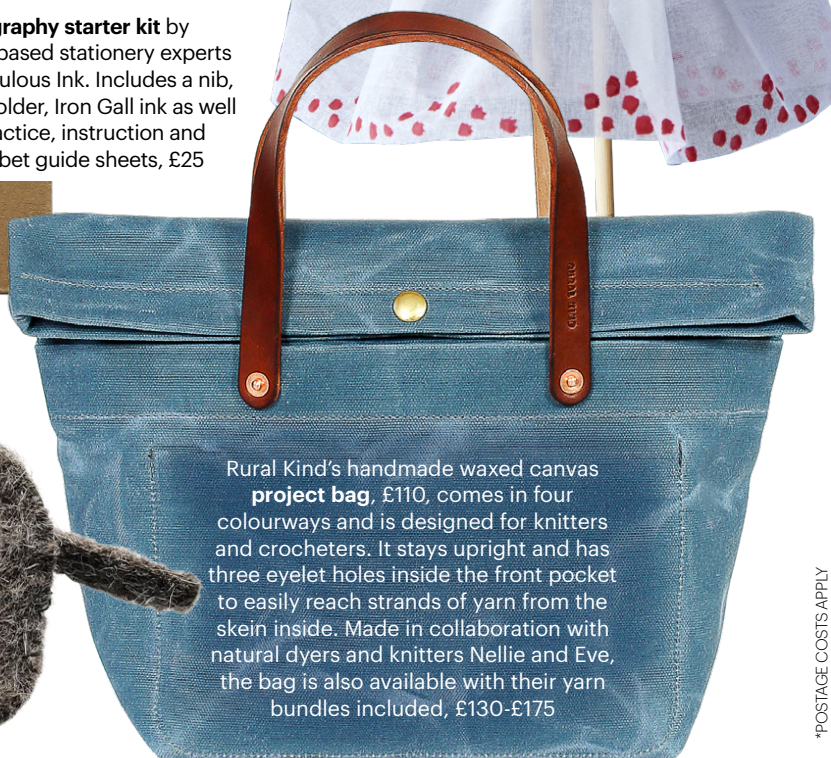 graphy starter kit by
based stationery experts
ulous Ink. Includes a nib,
older, Iron Gall ink as well
actice, instruction and
bet guide sheets, £25
Rural Kind's handmade waxed canvas
project bag, £110, comes in four
colourways and is designed for knitters
and crocheters. It stays upright and has
three eyelet holes inside the front pocket
to easily reach strands of yarn from the
skein inside. Made in collaboration with
natural dyers and knitters Nellie and Eve,
the bag is also available with their yarn
bundles included, £130-£175
*POSTAGE COSTS APPLY